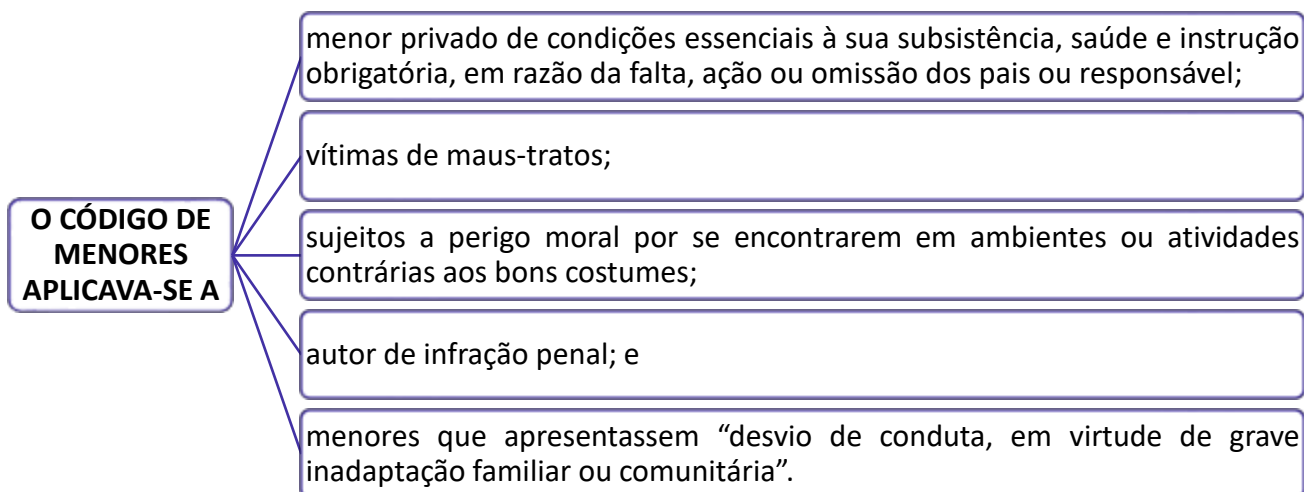 O CÓDIGO DE
MENORES
APLICAVA-SE A
menor privado de condições essenciais à sua subsistência, saúde e instrução
obrigatória, em razão da falta, ação ou omissão dos pais ou responsável;
vítimas de maus-tratos;
sujeitos a perigo moral por se encontrarem em ambientes ou atividades
contrárias aos bons costumes;
autor de infração penal; e
menores que apresentassem “desvio de conduta, em virtude de grave
inadaptação familiar ou comunitária”.